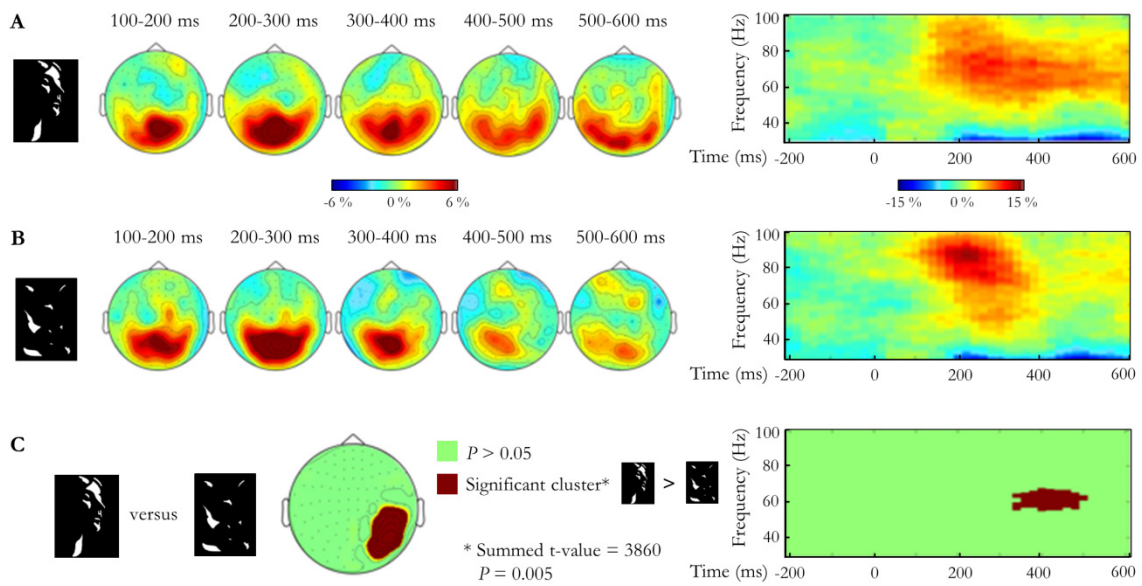 A
100-200 ms 200-300 ms 300-400 ms 400-500 ms 500-600 ms
Frequency (Hz)
100
80
60
40
Time (ms) -200 0 200 400 600
-6 % 0 % 6 %
-15 % 0 % 15 %
B
100-200 ms 200-300 ms 300-400 ms 400-500 ms 500-600 ms
Frequency (Hz)
100
80
60
40
Time (ms) -200 0 200 400 600
C
versus
P > 0.05
Significant cluster* >
* Summed t-value = 3860
P = 0.005
Frequency (Hz)
100
80
60
40
Time (ms) -200 0 200 400 600